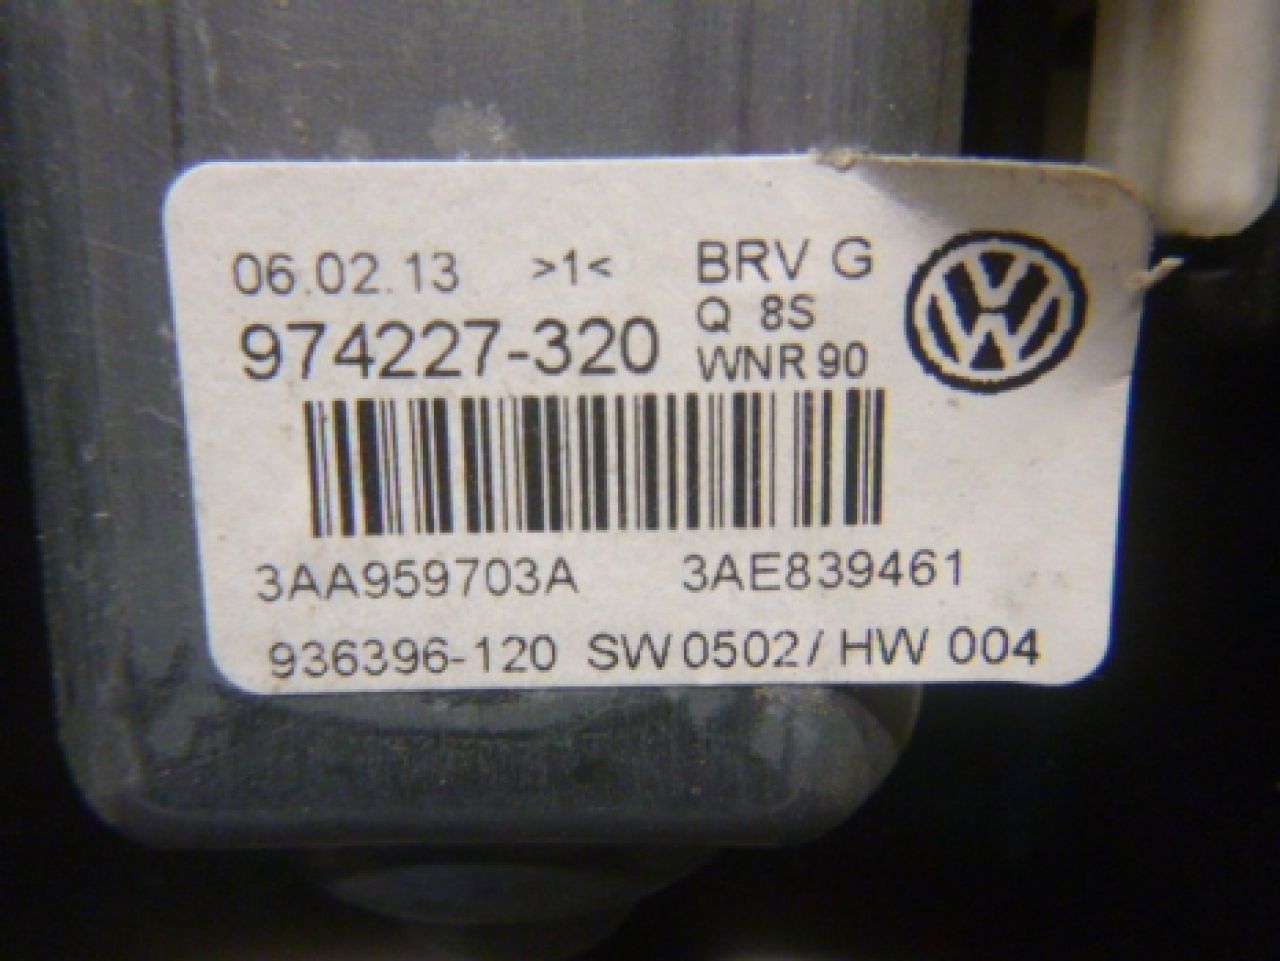 06.02.13 >1< BRV G
974227-320 Q 8S
WNR 90
3AA959703A 3AE839461
936396-120 SW 0502/ HW 004